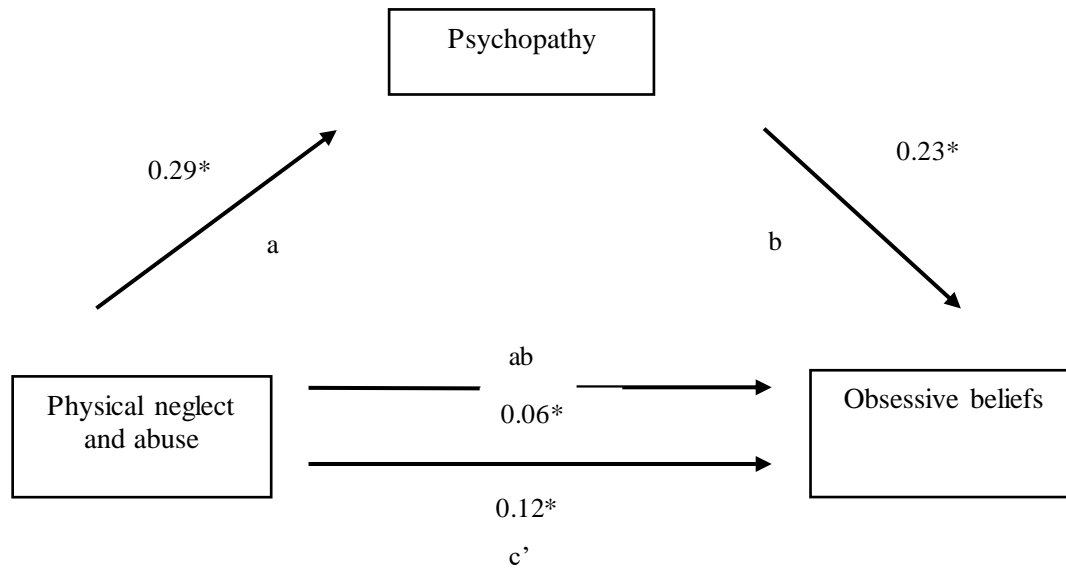 Psychopathy
0.29*
0.23*
a
b
ab
Physical neglect
and abuse
0.06*
Obsessive beliefs
0.12*
c’